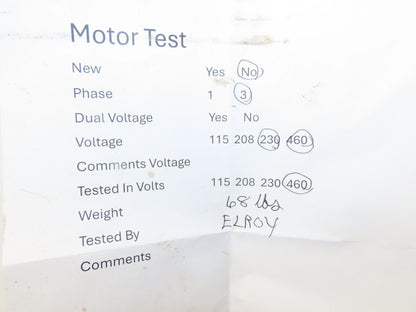 Motor Test
New Yes No
Phase 1 3
Dual Voltage Yes No
Voltage 115 208 230 460
Comments Voltage
Tested In Volts 115 208 230 460
Weight 68 lbs
Tested By ELROY
Comments